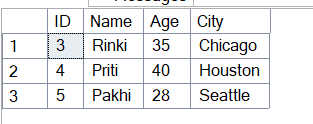 ID Name Age City
1 3 Rinki 35 Chicago
2 4 Priti 40 Houston
3 5 Pakhi 28 Seattle